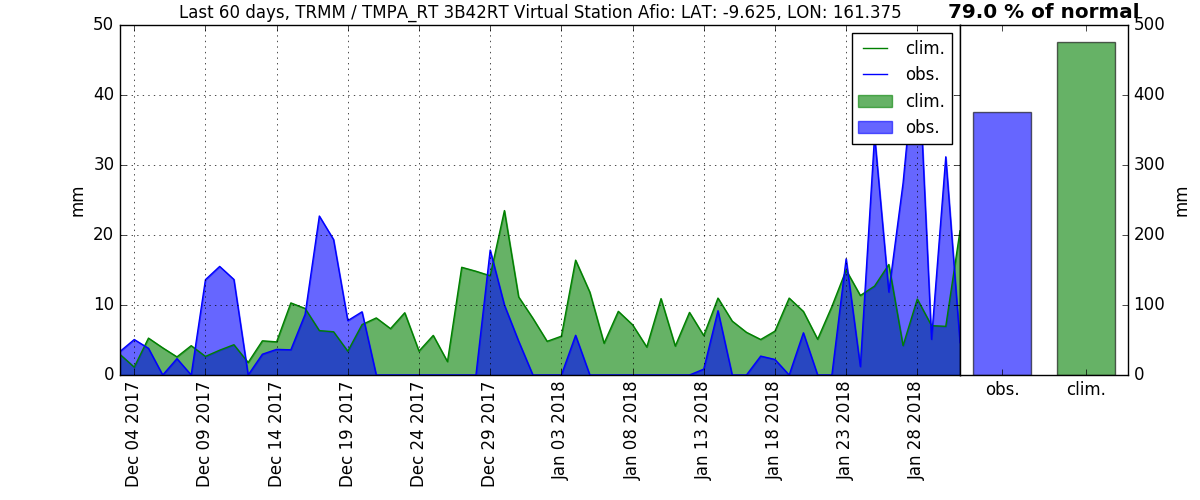 Last 60 days, TRMM / TMPA_RT 3B42RT Virtual Station Afio: LAT: -9.625, LON: 161.375
79.0 % of normal
50
40
30
20
10
0
mm
clim.
obs.
clim.
obs.
500
400
300
200
100
0
mm
Dec 04 2017
Dec 09 2017
Dec 14 2017
Dec 19 2017
Dec 24 2017
Dec 29 2017
Jan 03 2018
Jan 08 2018
Jan 13 2018
Jan 18 2018
Jan 23 2018
Jan 28 2018
obs.
clim.